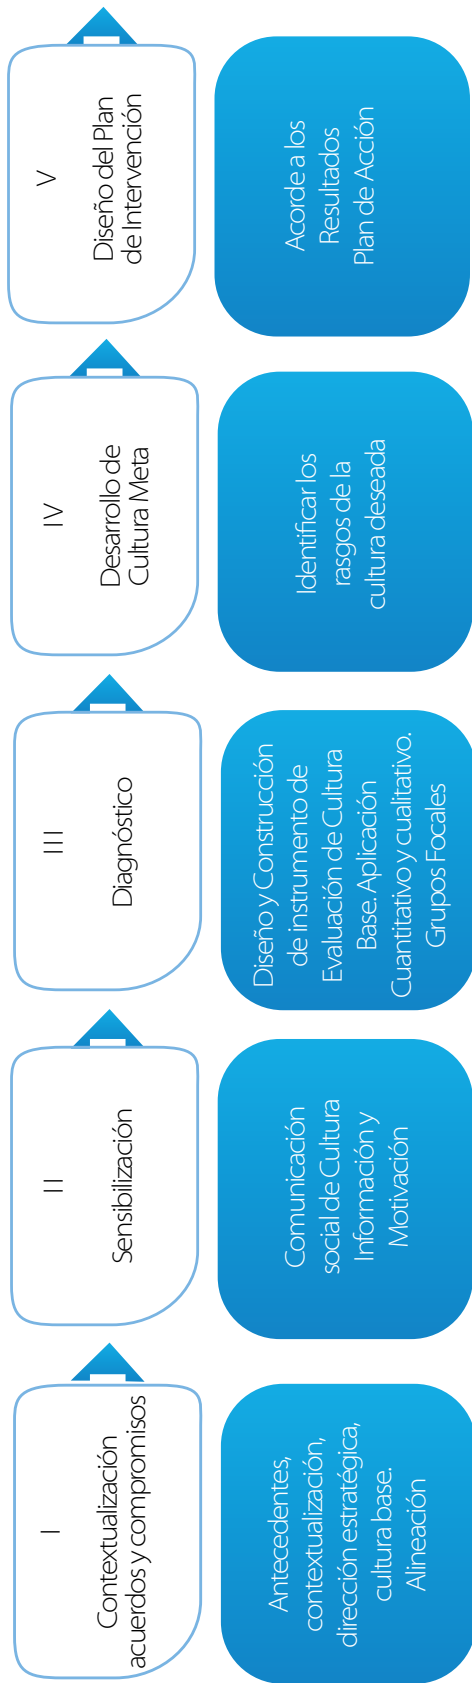 I
Contextualización
acuerdos y compromisos
Antecedentes,
contextualización,
dirección estratégica,
cultura base.
Alineación
II
Sensibilización
Comunicación
social de Cultura
Información y
Motivación
III
Diagnóstico
Diseño y Construcción
de instrumento de
Evaluación de Cultura
Base. Aplicación
Cuantitativo y cualitativo.
Grupos Focales
IV
Desarrollo de
Cultura Meta
Identificar los
rasgos de la
cultura deseada
V
Diseño del Plan
de Intervención
Acorde a los
Resultados
Plan de Acción